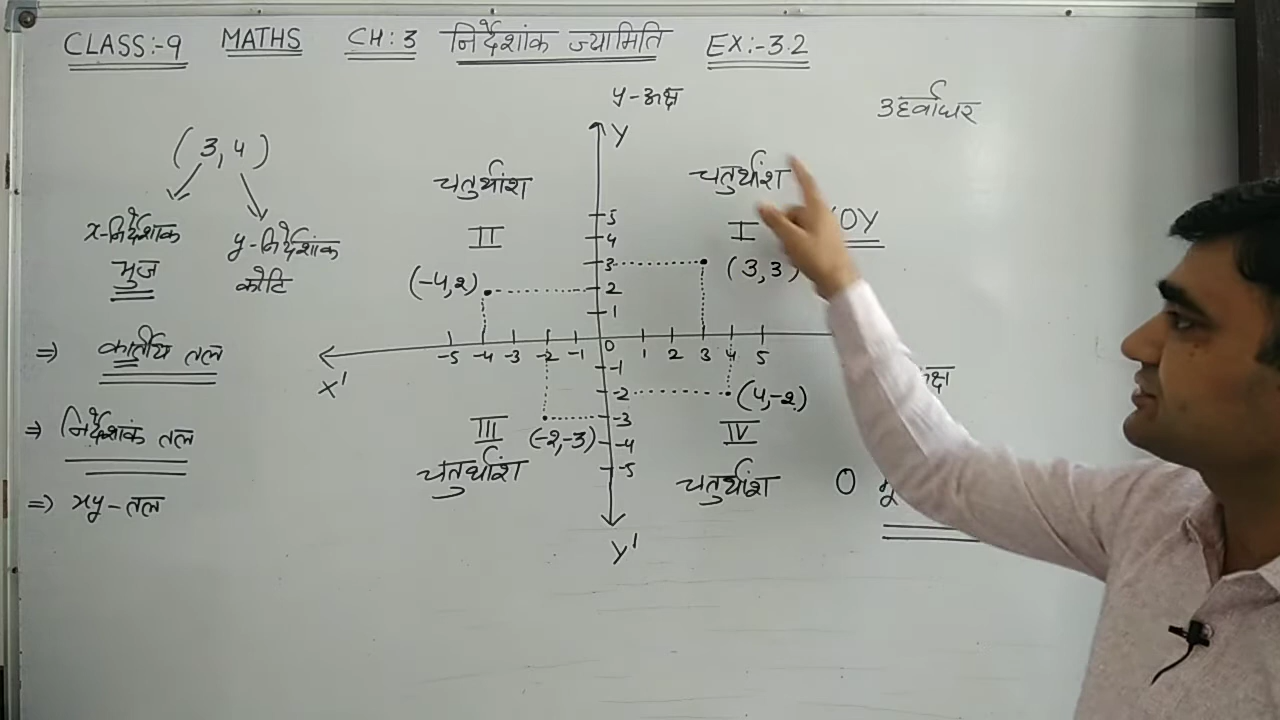 CLASS:-9 MATHS CH:3 निर्देशांक ज्यामिति EX:-3.2
y-अक्ष
उर्ध्वाधर
(3,4)
x-निर्देशांक y-निर्देशांक
भुज कोटि
⇒ कार्तीय तल
⇒ निर्देशांक तल
⇒ xy-तल
Y
चतुर्थांश
II
(-4,2)
चतुर्थांश
I
OY
(3,3)
5
4
3
2
1
-5 -4 -3 -2 -1 0 1 2 3 4 5
X'
-1
-2
-3
-4
-5
(4,-2)
IV
चतुर्थांश
III
(-2,-3)
चतुर्थांश
Y'
O